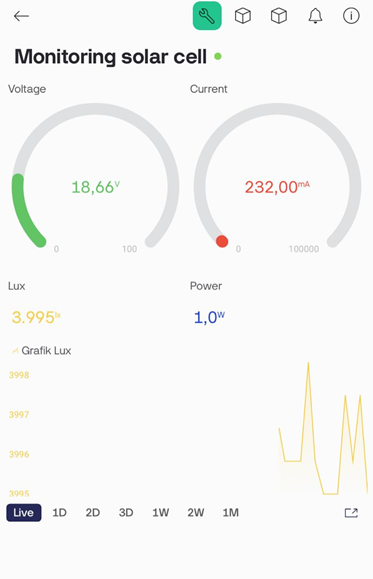 Monitoring solar cell
Voltage Current
18,66V 232,00mA
0 100 0 100000
Lux Power
3.995lx 1,0W
Grafik Lux
3998
3997
3996
3995
Live 1D 2D 3D 1W 2W 1M